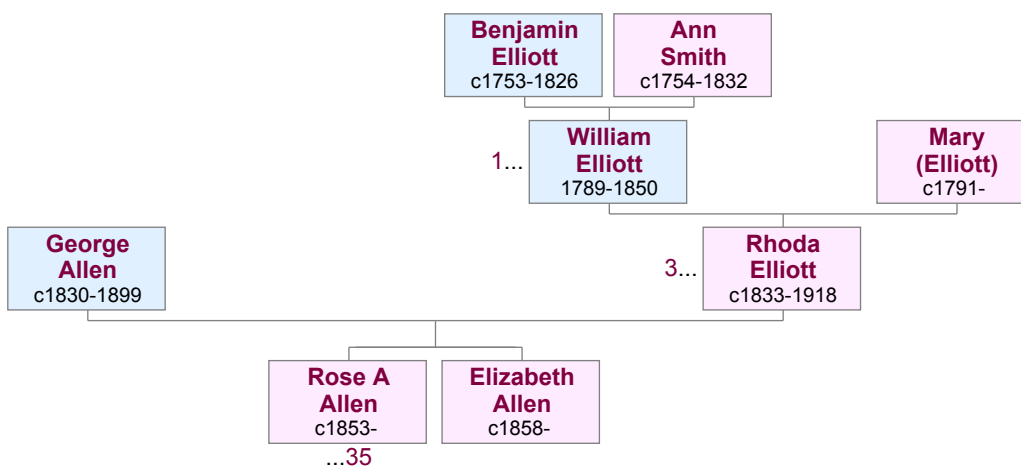 Benjamin
Elliott
c1753-1826
Ann
Smith
c1754-1832
1...
William
Elliott
1789-1850
Mary
(Elliott)
c1791-
George
Allen
c1830-1899
3...
Rhoda
Elliott
c1833-1918
Rose A
Allen
c1853-
...35
Elizabeth
Allen
c1858-